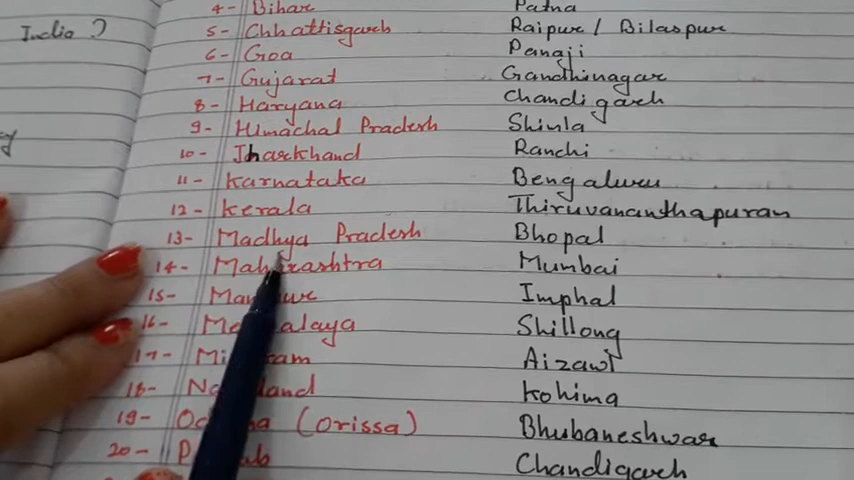 India ?
4- Bihar Patna
5- Chhattisgarh Raipur / Bilaspur
6- Goa Panaji
7- Gujarat Gandhinagar
8- Haryana Chandigarh
9- Himachal Pradesh Shimla
10- Jharkhand Ranchi
11- Karnataka Bengaluru
12- Kerala Thiruvananthapuram
13- Madhya Pradesh Bhopal
14- Maharashtra Mumbai
15- Imphal
16- Shillong
17- Aizawl
18- Kohima
19- (Orissa) Bhubaneshwar
20- Chandigarh